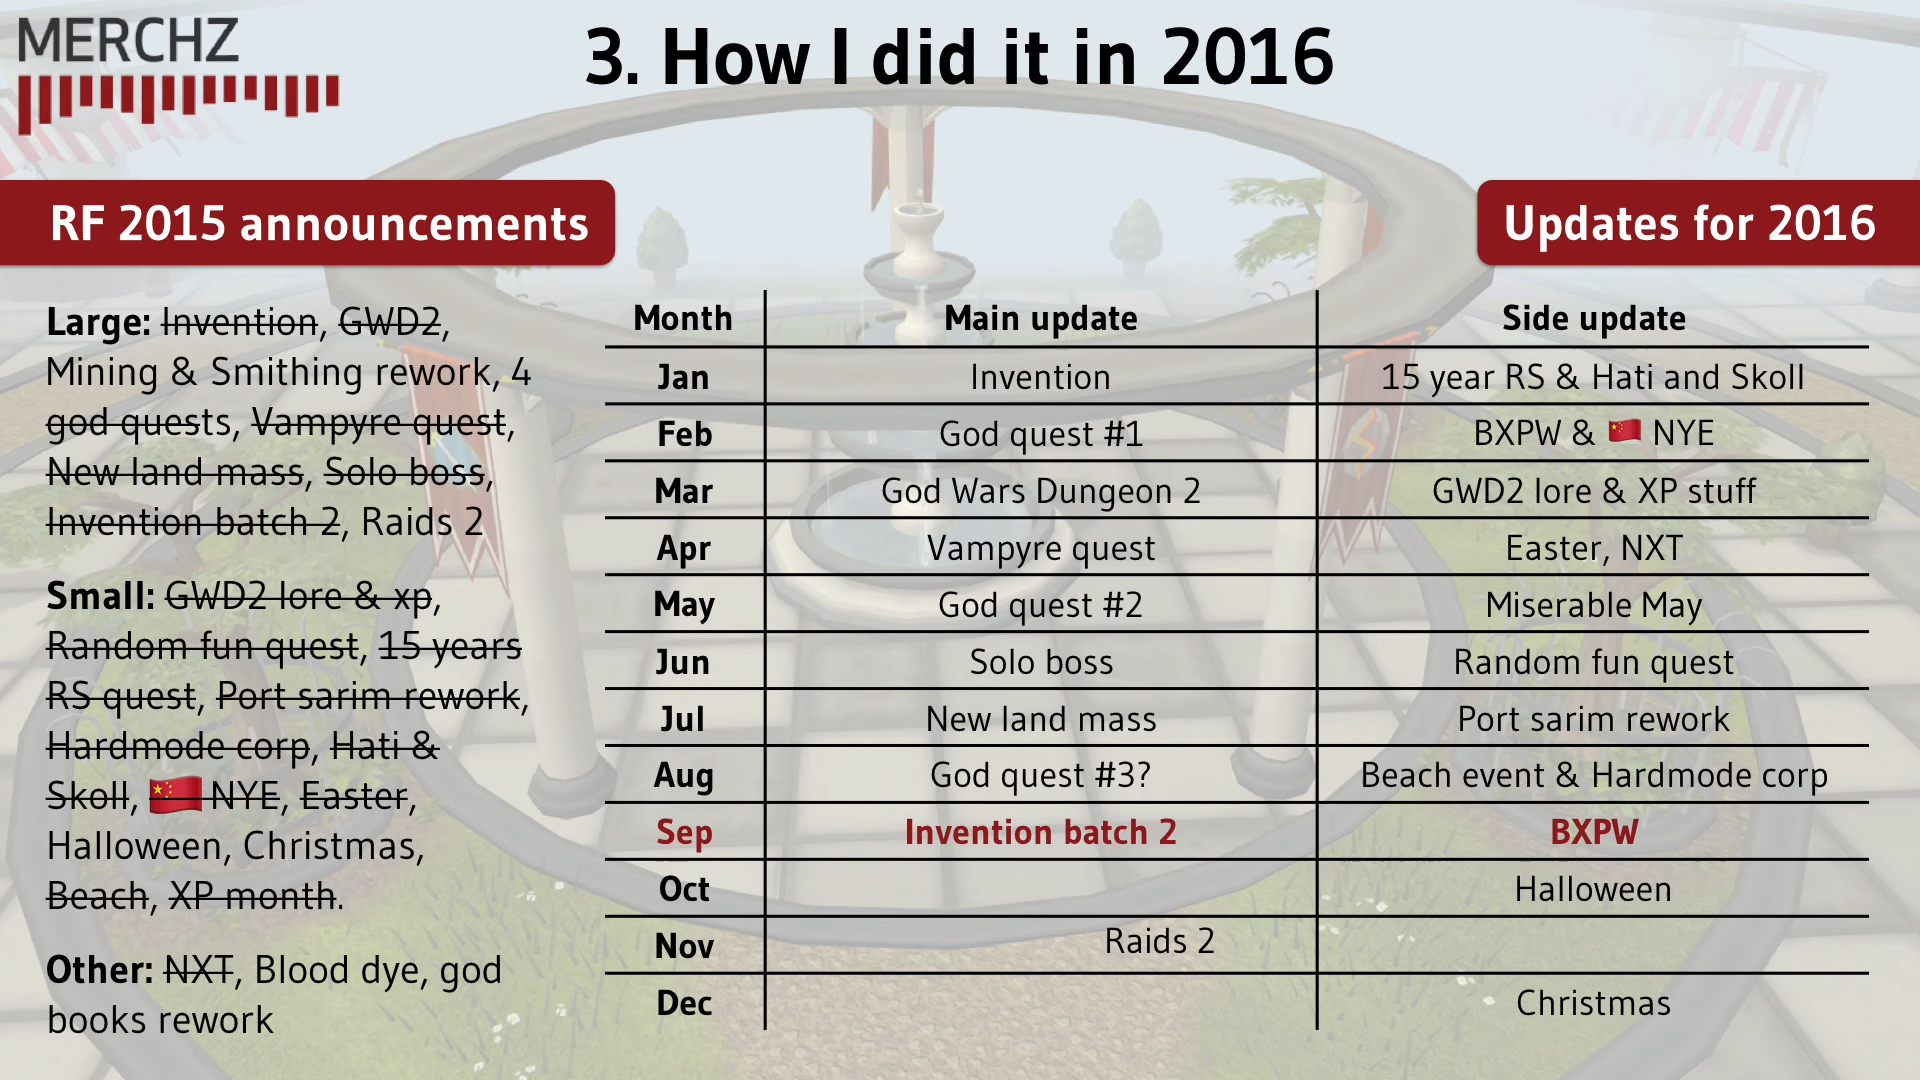 MERCHZ
3. How I did it in 2016
RF 2015 announcements
Updates for 2016
Large: Invention, GWD2,
Mining & Smithing rework, 4
god quests, Vampyre quest,
New land mass, Solo boss,
Invention batch 2, Raids 2
Small: GWD2 lore & xp,
Random fun quest, 15 years
RS quest, Port sarim rework,
Hardmode corp, Hati &
Skoll, 🇨🇳 NYE, Easter,
Halloween, Christmas,
Beach, XP month.
Other: NXT, Blood dye, god
books rework
Month Main update Side update
Jan Invention 15 year RS & Hati and Skoll
Feb God quest #1 BXPW & 🇨🇳 NYE
Mar God Wars Dungeon 2 GWD2 lore & XP stuff
Apr Vampyre quest Easter, NXT
May God quest #2 Miserable May
Jun Solo boss Random fun quest
Jul New land mass Port sarim rework
Aug God quest #3? Beach event & Hardmode corp
Sep Invention batch 2 BXPW
Oct Halloween
Nov Raids 2
Dec Christmas